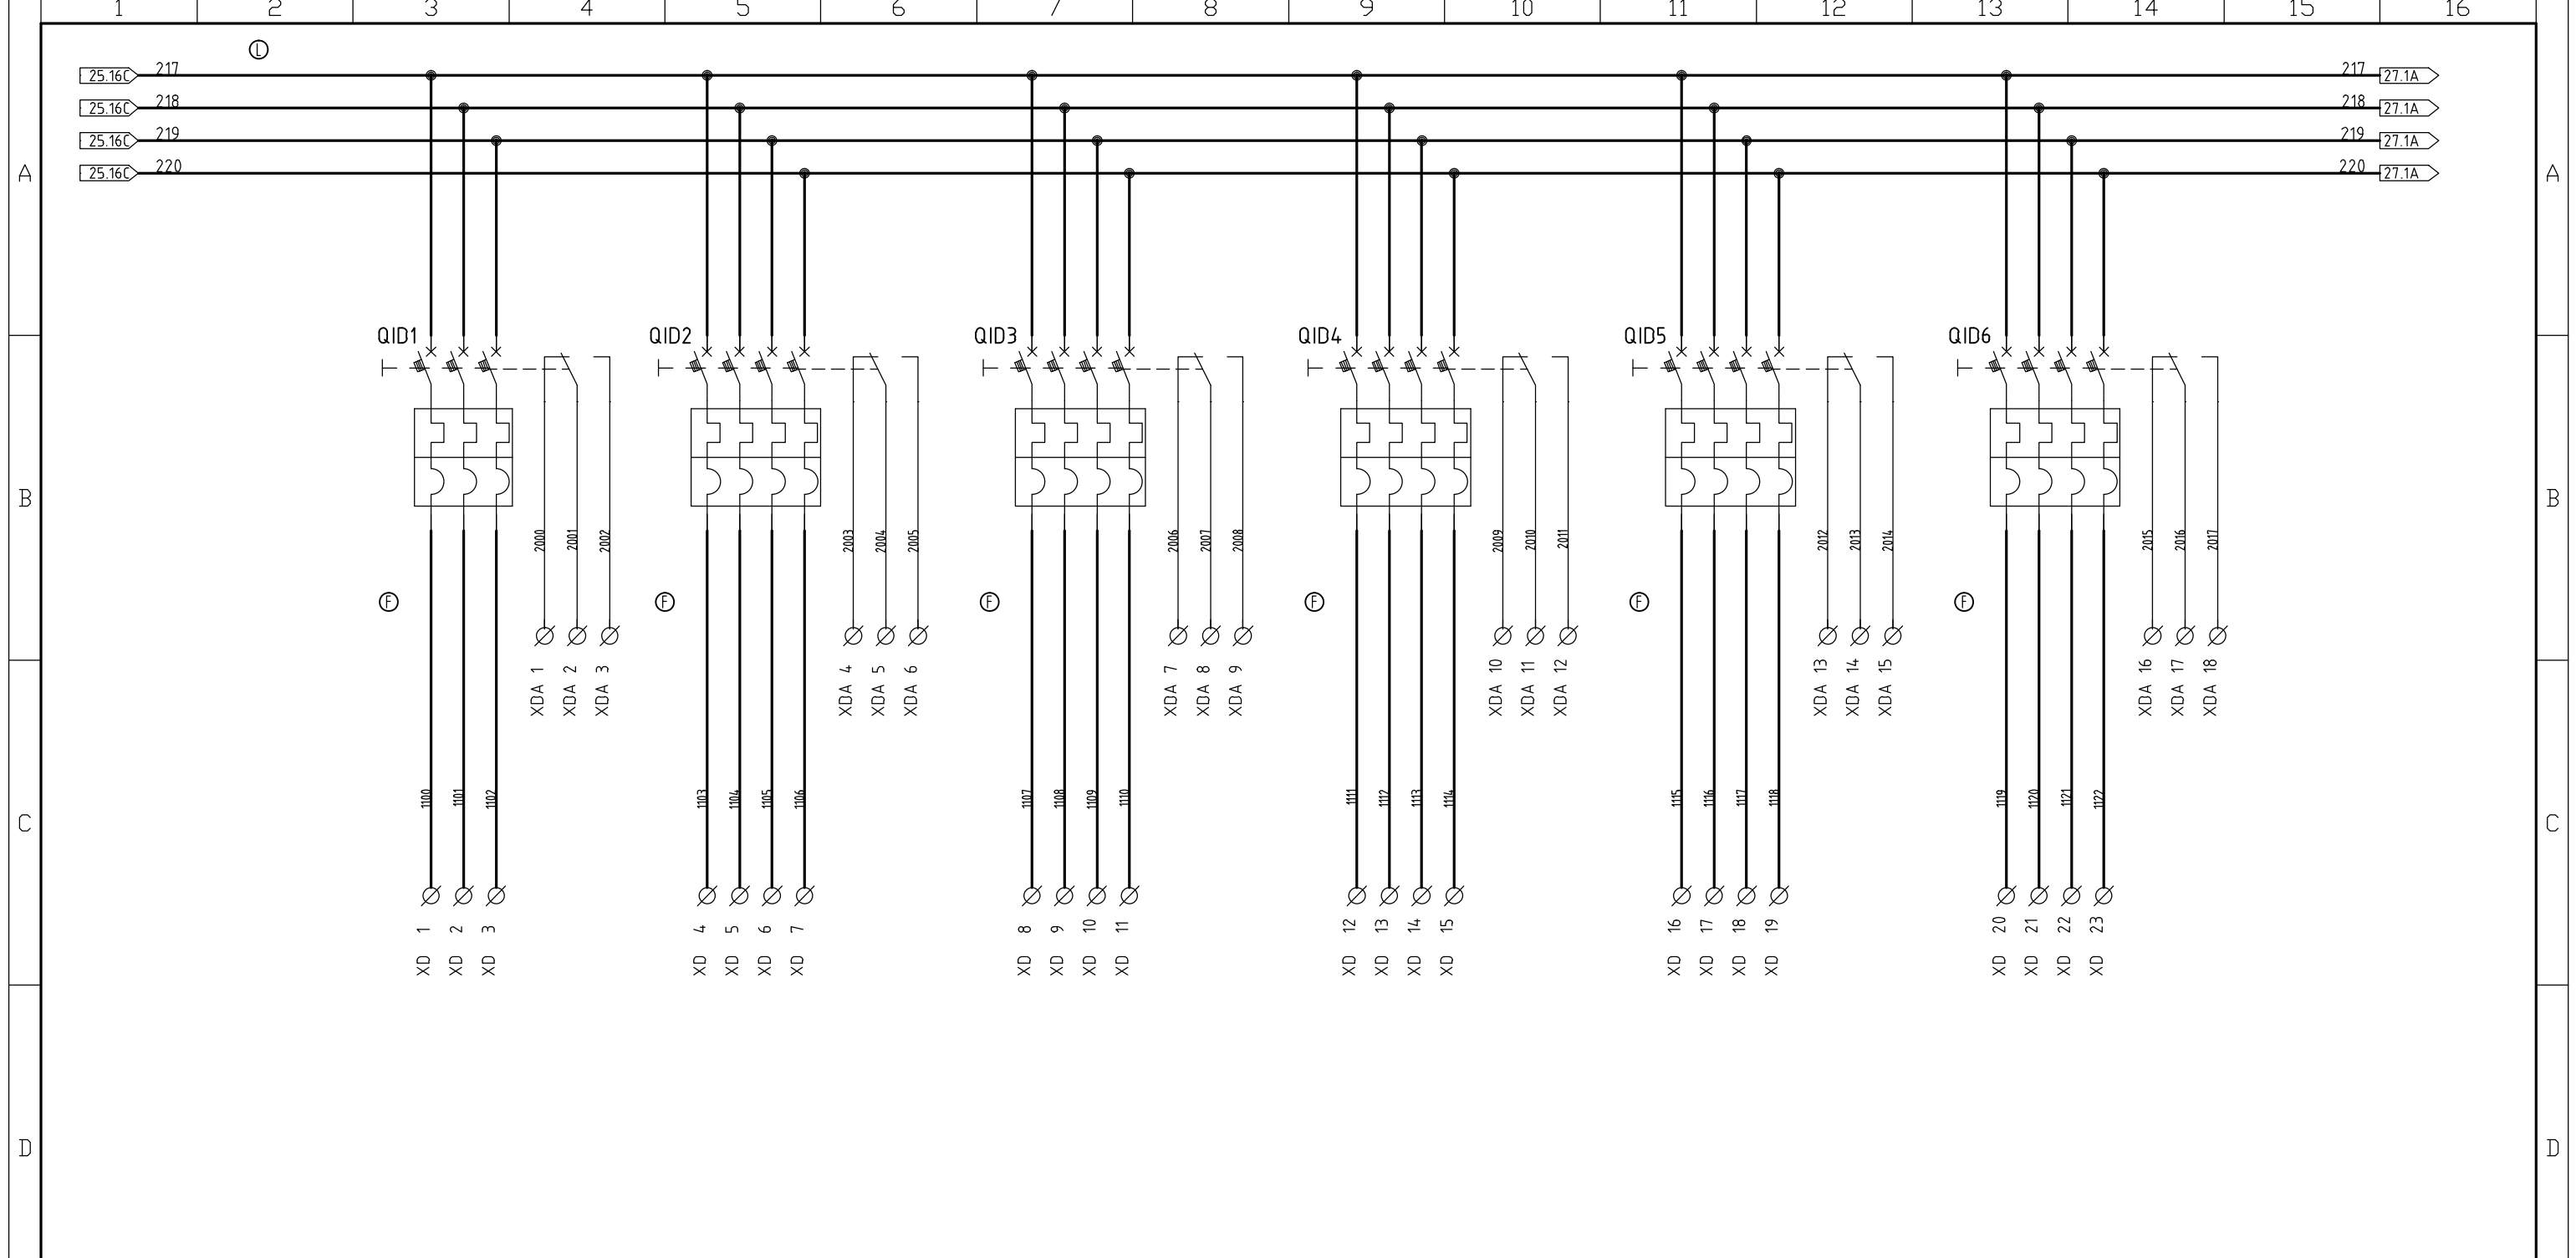 1 2 3 4 5 6 7 8 9 10 11 12 13 14 15 16
L
25.16C 217 217 27.1A
25.16C 218 218 27.1A
25.16C 219 219 27.1A
25.16C 220 220 27.1A
A A
QID1 QID2 QID3 QID4 QID5 QID6
B B
2000 2001 2002 2003 2004 2005 2006 2007 2008 2009 2010 2011 2012 2013 2014 2015 2016 2017
F F F F F F
XDA 1 XDA 2 XDA 3 XDA 4 XDA 5 XDA 6 XDA 7 XDA 8 XDA 9 XDA 10 XDA 11 XDA 12 XDA 13 XDA 14 XDA 15 XDA 16 XDA 17 XDA 18
1100 1101 1102 1103 1104 1105 1106 1107 1108 1109 1110 1111 1112 1113 1114 1115 1116 1117 1118 1119 1120 1121 1122
C C
XD 1 XD 2 XD 3 XD 4 XD 5 XD 6 XD 7 XD 8 XD 9 XD 10 XD 11 XD 12 XD 13 XD 14 XD 15 XD 16 XD 17 XD 18 XD 19 XD 20 XD 21 XD 22 XD 23
D D